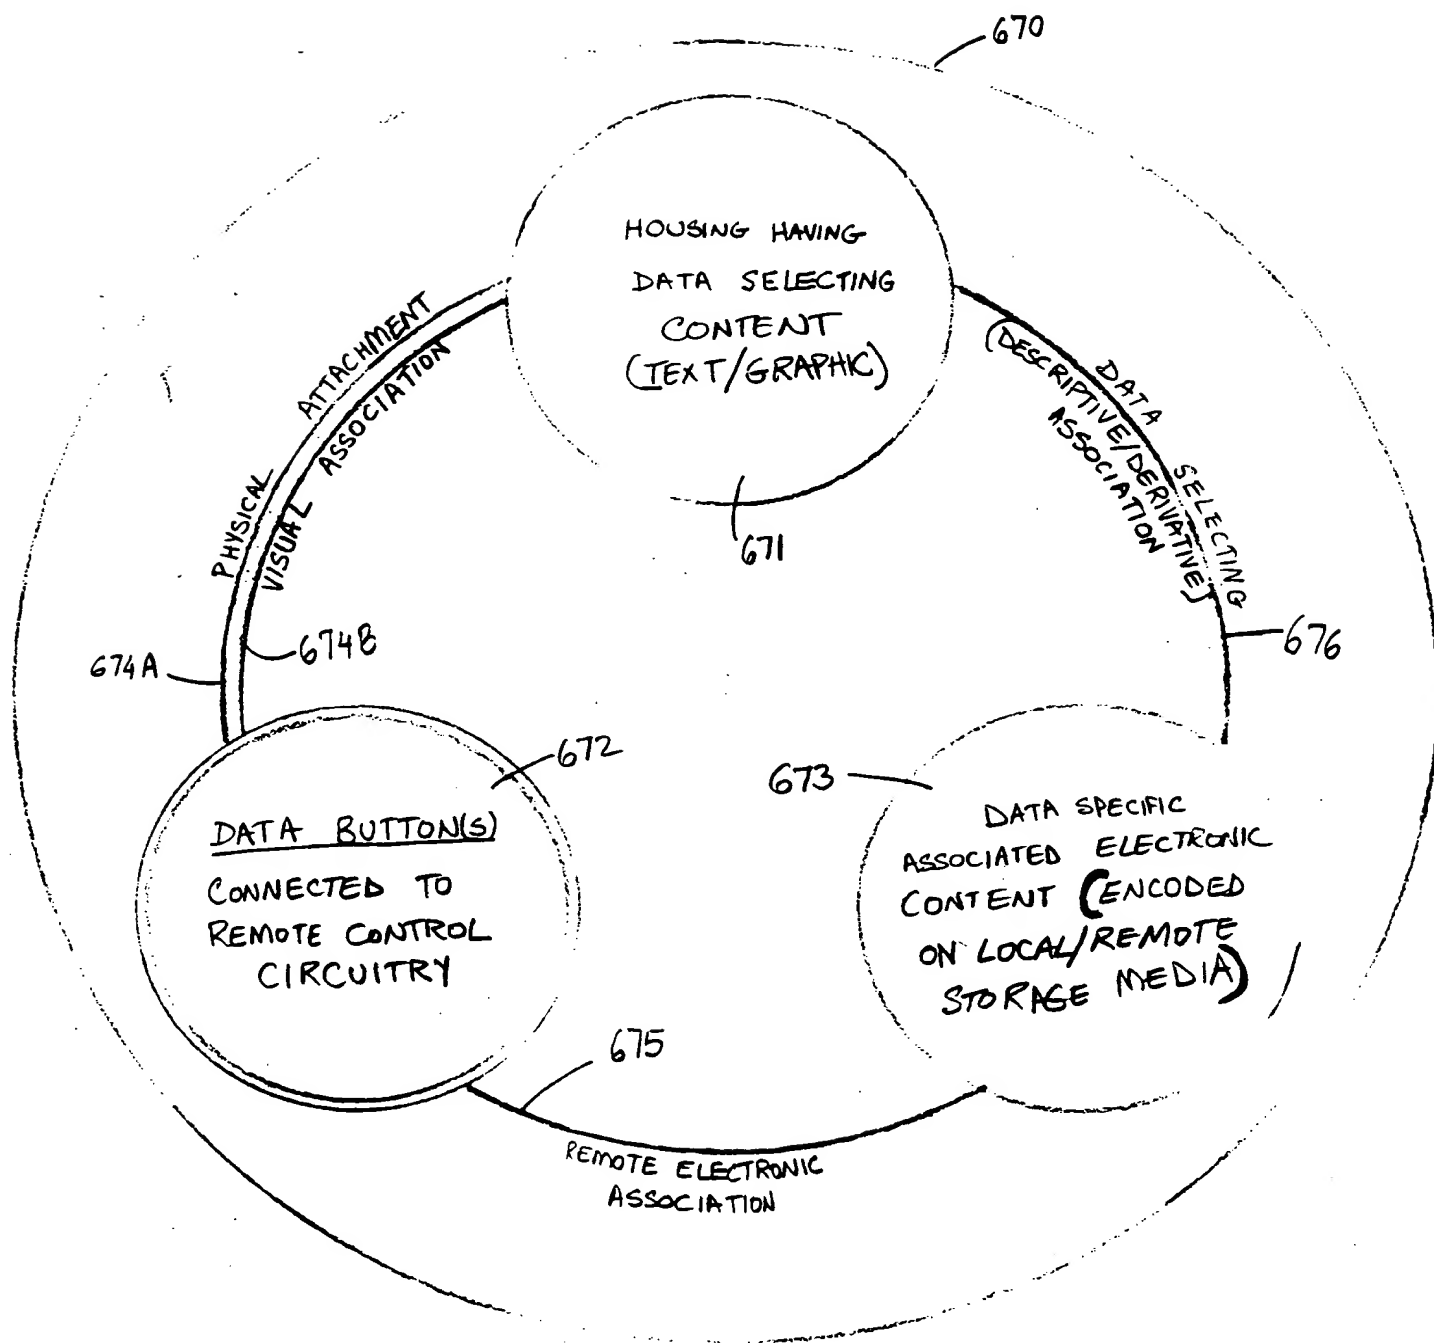 670
HOUSING HAVING
DATA SELECTING
CONTENT
(TEXT/GRAPHIC)
671
PHYSICAL ATTACHMENT
VISUAL ASSOCIATION
674A
674B
DATA SELECTING
(DESCRIPTIVE/DERIVATIVE)
ASSOCIATION
676
672
DATA BUTTON(S)
CONNECTED TO
REMOTE CONTROL
CIRCUITRY
673
DATA SPECIFIC
ASSOCIATED ELECTRONIC
CONTENT (ENCODED
ON LOCAL/REMOTE
STORAGE MEDIA)
675
REMOTE ELECTRONIC
ASSOCIATION